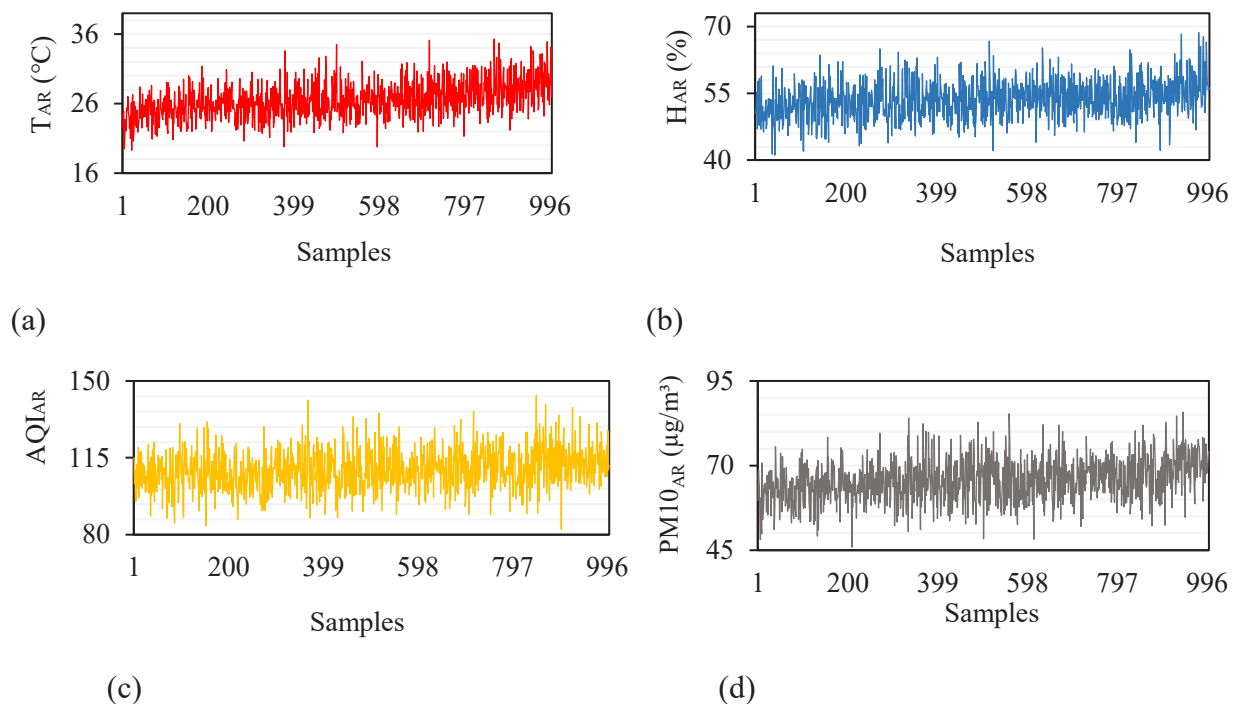 TAR (°C)
36
26
16
1 200 399 598 797 996
Samples
(a)
HAR (%)
70
55
40
1 200 399 598 797 996
Samples
(b)
AQIAR
150
115
80
1 200 399 598 797 996
Samples
(c)
PM10AR (µg/m³)
95
70
45
1 200 399 598 797 996
Samples
(d)